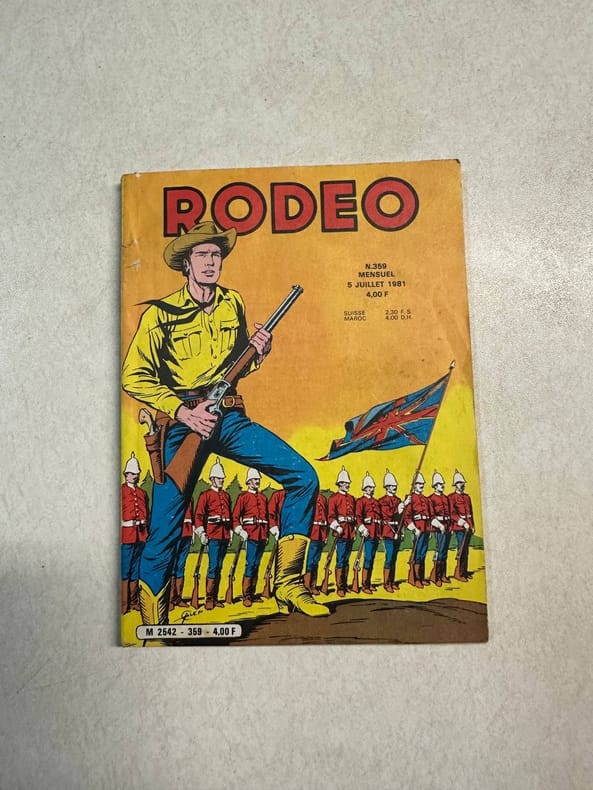 RODEO
N.359
MENSUEL
5 JUILLET 1981
4,00 F
SUISSE 2.30 F.S.
MAROC 4.00 D.H.
M 2542 - 359 - 4,00 F